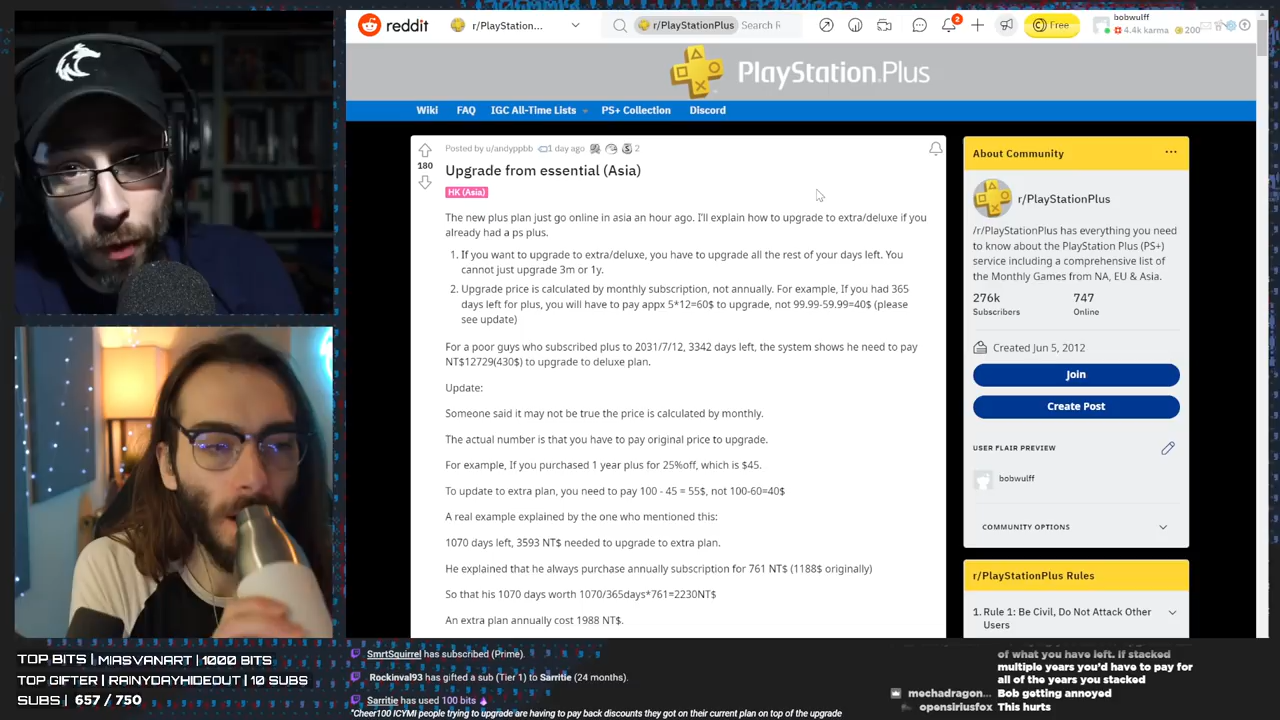 reddit
r/PlayStation...
r/PlayStationPlus
Search R
2
Free
bobwulff
4.4k karma
200
PlayStation.Plus
Wiki
FAQ
IGC All-Time Lists
PS+ Collection
Discord
180
Posted by u/andyppbb
1 day ago
2
Upgrade from essential (Asia)
HK (Asia)
The new plus plan just go online in asia an hour ago. I'll explain how to upgrade to extra/deluxe if you
already had a ps plus.
1. If you want to upgrade to extra/deluxe, you have to upgrade all the rest of your days left. You
cannot just upgrade 3m or 1y.
2. Upgrade price is calculated by monthly subscription, not annually. For example, If you had 365
days left for plus, you will have to pay appx 5*12=60$ to upgrade, not 99.99-59.99=40$ (please
see update)
For a poor guys who subscribed plus to 2031/7/12, 3342 days left, the system shows he need to pay
NT$12729(430$) to upgrade to deluxe plan.
Update:
Someone said it may not be true the price is calculated by monthly.
The actual number is that you have to pay original price to upgrade.
For example, If you purchased 1 year plus for 25%off, which is $45.
To update to extra plan, you need to pay 100 - 45 = 55$, not 100-60=40$
A real example explained by the one who mentioned this:
1070 days left, 3593 NT$ needed to upgrade to extra plan.
He explained that he always purchase annually subscription for 761 NT$ (1188$ originally)
So that his 1070 days worth 1070/365days*761=2230NT$
An extra plan annually cost 1988 NT$.
About Community
r/PlayStationPlus
/r/PlayStationPlus has everything you need
to know about the PlayStation Plus (PS+)
service including a comprehensive list of
the Monthly Games from NA, EU & Asia.
276k
Subscribers
747
Online
Created Jun 5, 2012
Join
Create Post
USER FLAIR PREVIEW
bobwulff
COMMUNITY OPTIONS
r/PlayStationPlus Rules
1. Rule 1: Be Civil, Do Not Attack Other
Users
TOP BITS | MASVANART | 1000 BITS
TOP GIFTER | RAINYDAYHIDEOUT | 10 SUBS
SUBS | 657 / 750
SmrtSquirrel has subscribed (Prime).
Rockinval93 has gifted a sub (Tier 1) to Sarritie (24 months).
Sarritie has used 100 bits
"Cheer100 ICYMI people trying to upgrade are having to pay back discounts they got on their current plan on top of the upgrade
of what you have left. If stacked
multiple years you'd have to pay for
all of the years you stacked
mechadragon... Bob getting annoyed
opensiriusfox This hurts